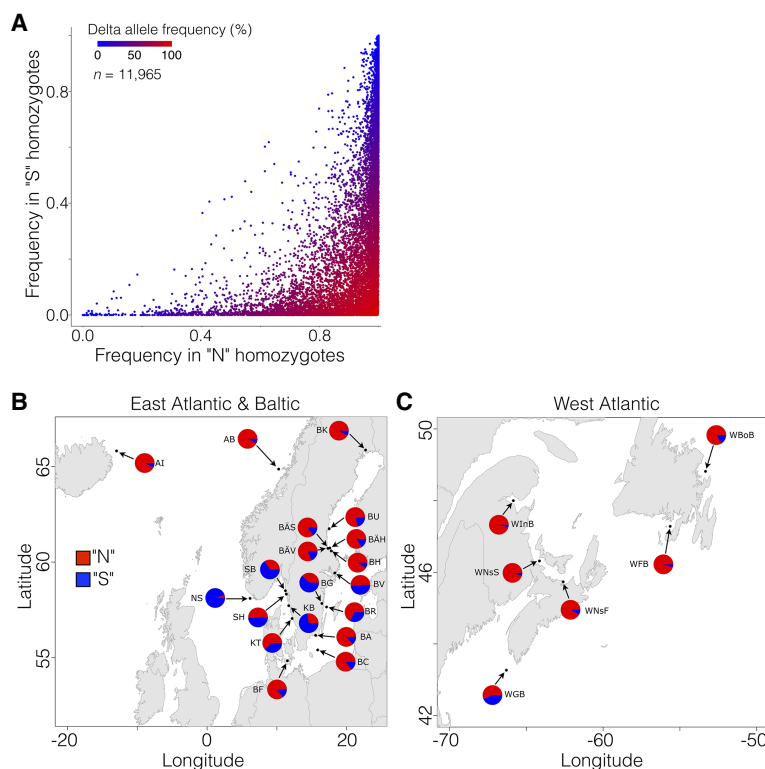 A
Delta allele frequency (%)
0 50 100
n = 11,965
Frequency in "S" homozygotes
0.8
0.4
0.0
0.0 0.4 0.8
Frequency in "N" homozygotes
B East Atlantic & Baltic
Latitude
65
60
55
AI
AB
BK
BU
BÄS
BÄH
BÄV
BH
SB
BG
BV
NS
KB
BR
SH
BA
KT
BC
BF
"N"
"S"
-20 0 20
Longitude
C West Atlantic
Latitude
50
46
42
WBoB
WInB
WFB
WNsS
WNsF
WGB
-70 -60 -50
Longitude